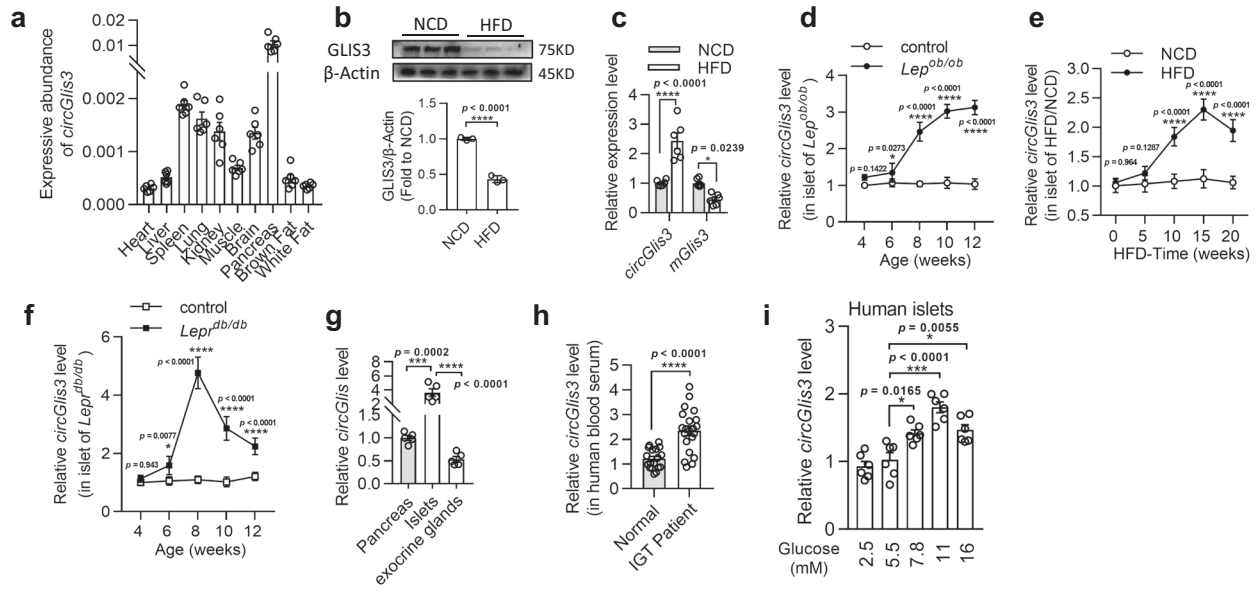 a
Expressive abundance
of circGlis3
0.02
0.01
0.002
0.001
0.000
Heart
Liver
Spleen
Lung
Kidney
Muscle
Brain
Pancreas
Brown Fat
White Fat
b
NCD HFD
GLIS3 75KD
β-Actin 45KD
GLIS3/β-Actin
(Fold to NCD)
p < 0.0001
****
1.5
1.0
0.5
0.0
NCD
HFD
c
NCD
HFD
Relative expression level
p < 0.0001
****
p = 0.0239
*
4
3
2
1
0
circGlis3
mGlis3
d
control
Lep ob/ob
Relative circGlis3 level
(in islet of Lep ob/ob)
4
3
2
1
0
p = 0.1422
p = 0.0273
*
p < 0.0001
****
p < 0.0001
****
p < 0.0001
****
4 6 8 10 12
Age (weeks)
e
NCD
HFD
Relative circGlis3 level
(in islet of HFD/NCD)
3.0
2.5
2.0
1.5
1.0
0.5
p = 0.964
p = 0.1287
p < 0.0001
****
p < 0.0001
****
p < 0.0001
****
0 5 10 15 20
HFD-Time (weeks)
f
control
Lepr db/db
Relative circGlis3 level
(in islet of Lepr db/db )
6
4
2
0
p = 0.943
p = 0.0077
*
p < 0.0001
****
p < 0.0001
****
p < 0.0001
****
4 6 8 10 12
Age (weeks)
g
Relative circGlis level
p = 0.0002
***
****
p < 0.0001
8
6
4
2
1.5
1.0
0.5
0.0
Pancreas
Islets
exocrine glands
h
Relative circGlis3 level
(in human blood serum)
p < 0.0001
****
5
4
3
2
1
0
Normal
IGT Patient
i
Human islets
Relative circGlis3 level
p = 0.0055
*
p < 0.0001
***
p = 0.0165
*
3
2
1
0
Glucose
(mM)
2.5
5.5
7.8
11
16